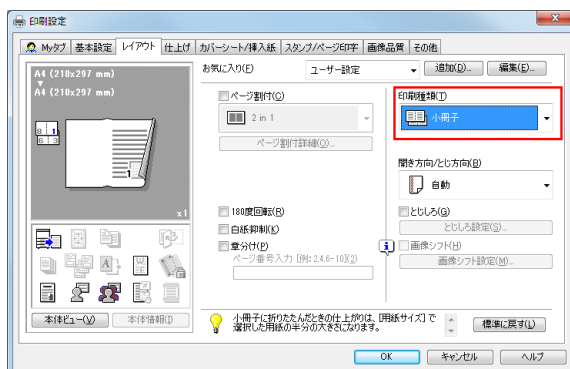 印刷設定
Myタブ 基本設定 レイアウト 仕上げ カバーシート/挿入紙 スタンプ/ページ印字 画像品質 その他
A4 (210x297 mm)
A4 (210x297 mm)
8 1
6 3
1
x1
本体ビュー(V) 本体情報(I)
お気に入り(F) ユーザー設定 追加(D)... 編集(E)...
ページ割付(C)
2 in 1
ページ割付詳細(O)...
180度回転(R)
白紙抑制(K)
章分け(P)
ページ番号入力 [例: 2,4,6-10](2)
印刷種類(T)
小冊子
開き方向/とじ方向(B)
自動
とじしろ(G)
とじしろ設定(S)...
画像シフト(H)
画像シフト設定(M)...
小冊子に折りたたんだときの仕上がりは、[用紙サイズ] で
選択した用紙の半分の大きさになります。
標準に戻す(L)
OK キャンセル ヘルプ